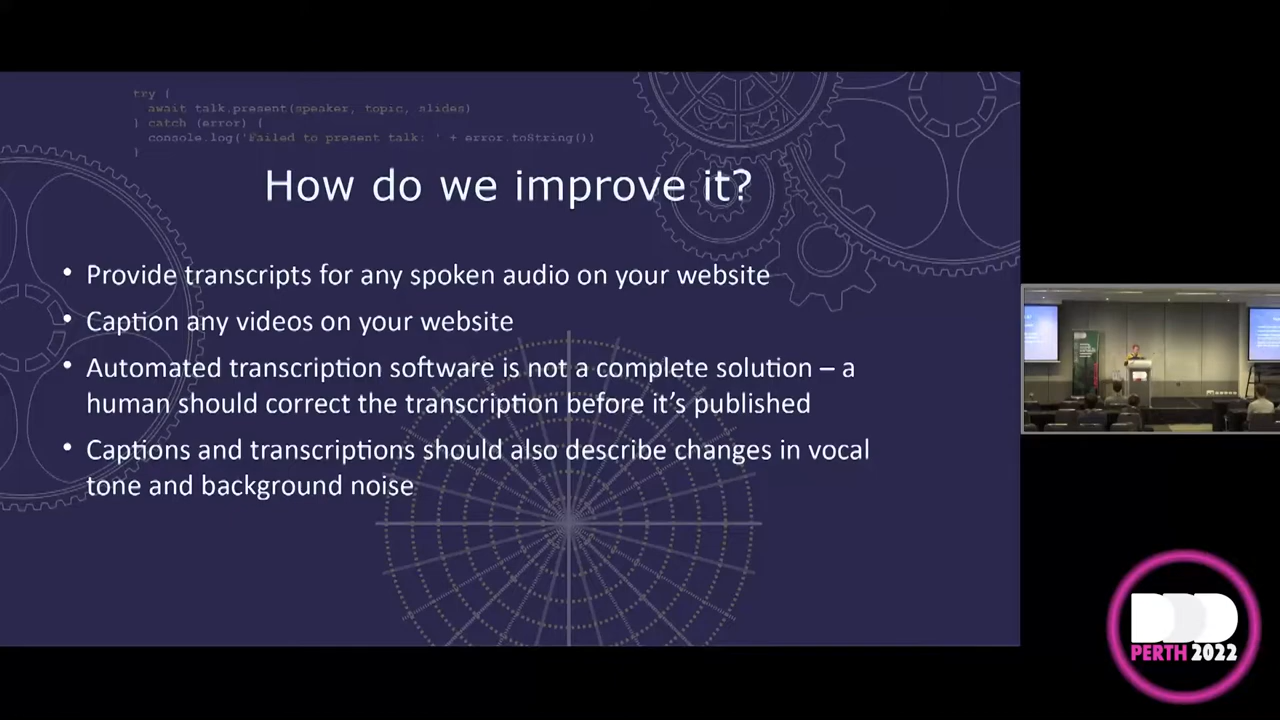 try {
await talk.present(speaker, topic, slides)
} catch (error) {
console.log('Failed to present talk: ' + error.toString())
}
How do we improve it?
• Provide transcripts for any spoken audio on your website
• Caption any videos on your website
• Automated transcription software is not a complete solution – a
human should correct the transcription before it's published
• Captions and transcriptions should also describe changes in vocal
tone and background noise
DDD
PERTH 2022